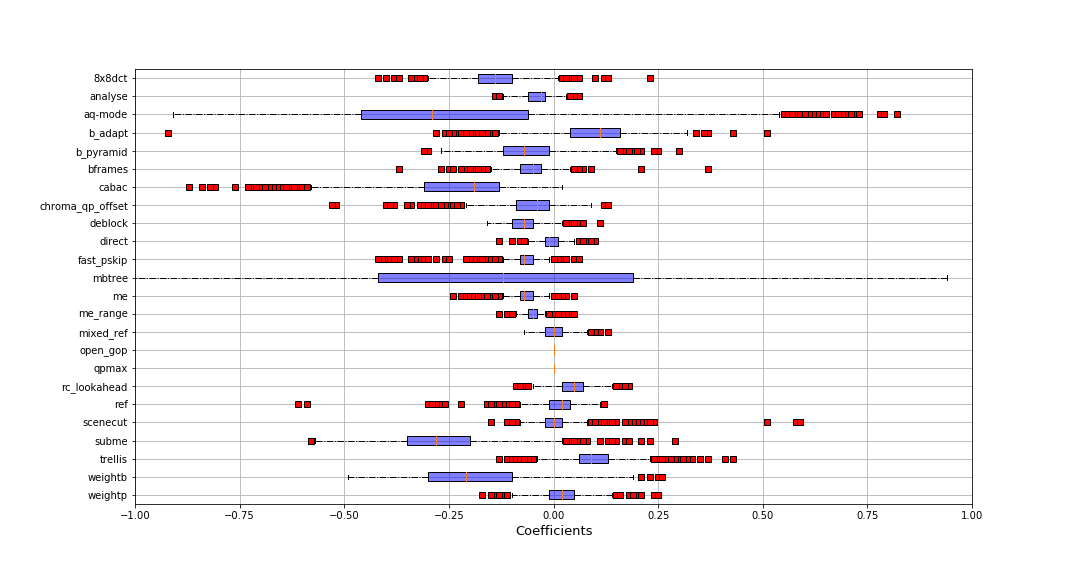 8x8dct
analyse
aq-mode
b_adapt
b_pyramid
bframes
cabac
chroma_qp_offset
deblock
direct
fast_pskip
mbtree
me
me_range
mixed_ref
open_gop
qpmax
rc_lookahead
ref
scenecut
subme
trellis
weightb
weightp
−1.00 −0.75 −0.50 −0.25 0.00 0.25 0.50 0.75 1.00
Coefficients